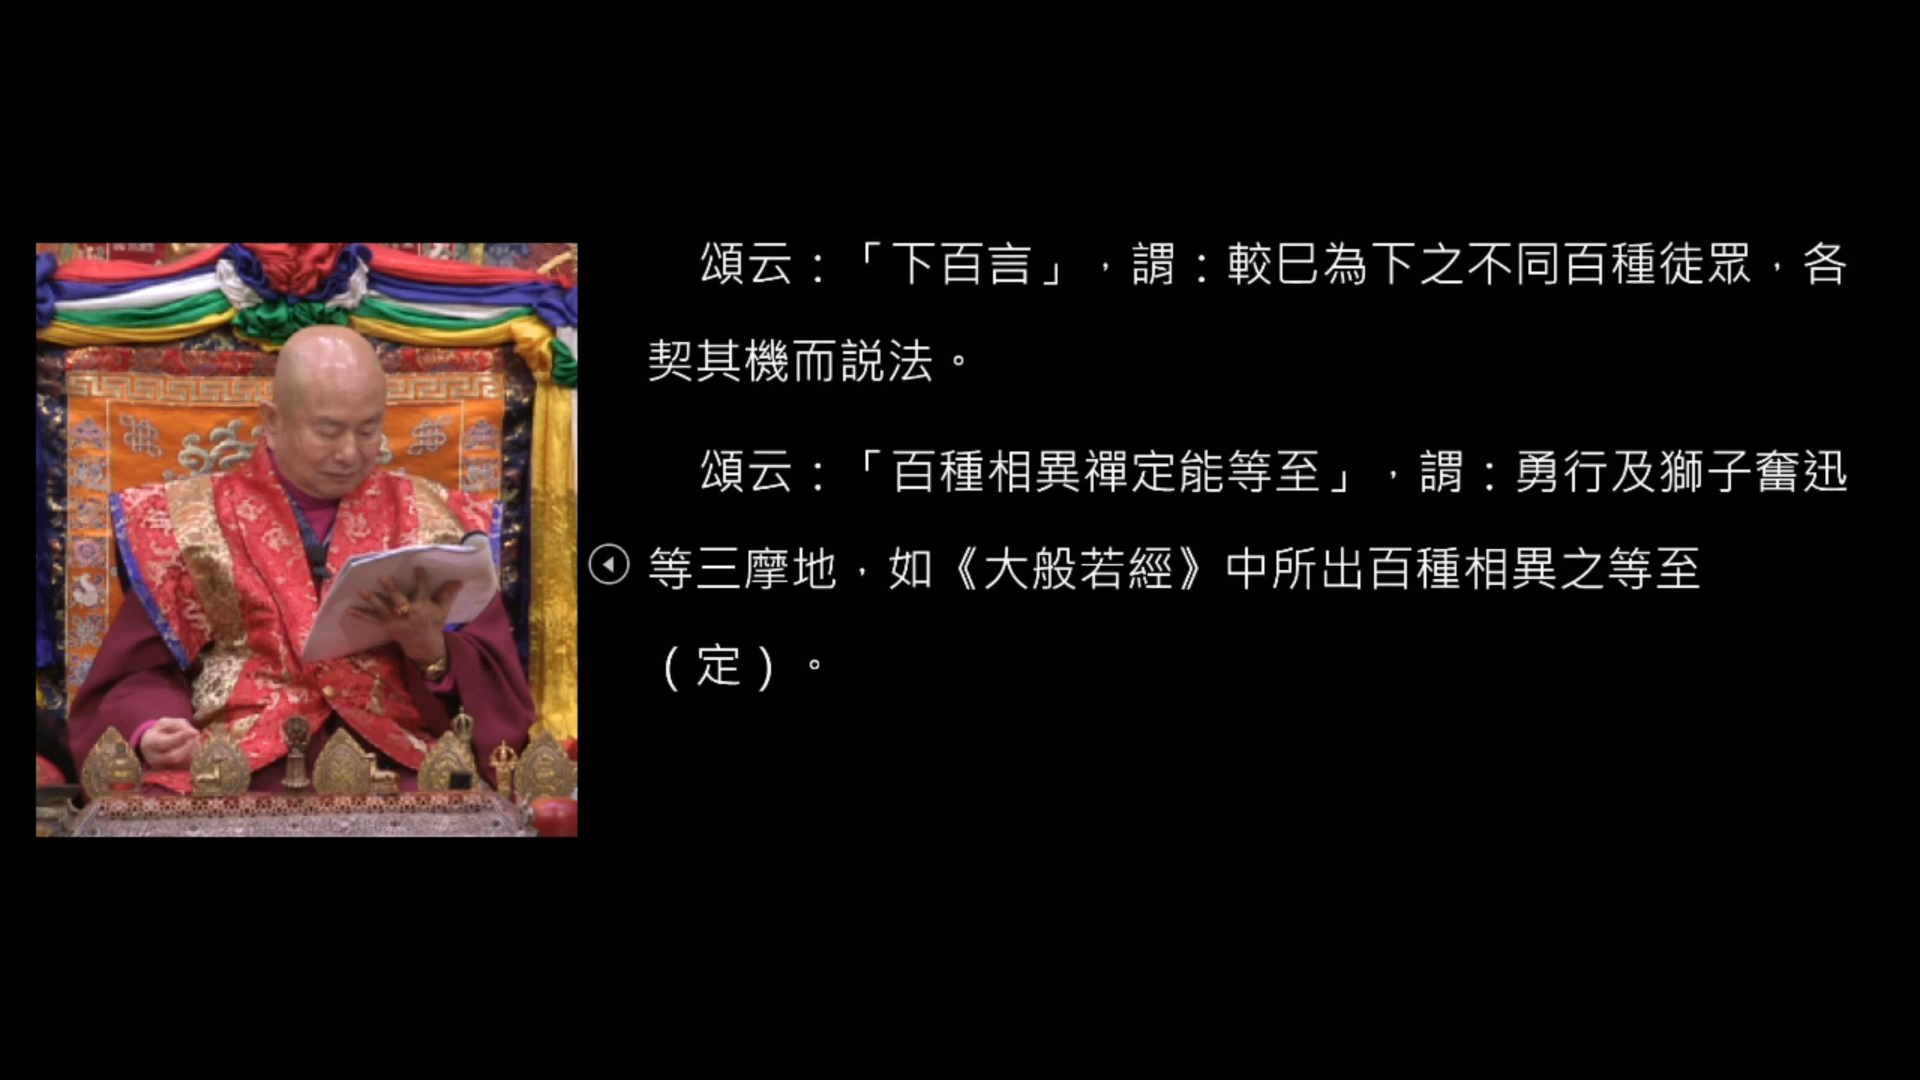 頌云：「下百言」，謂：較巳為下之不同百種徒眾，各
契其機而説法。
頌云：「百種相異禪定能等至」，謂：勇行及獅子奮迅
等三摩地，如《大般若經》中所出百種相異之等至
（定）。